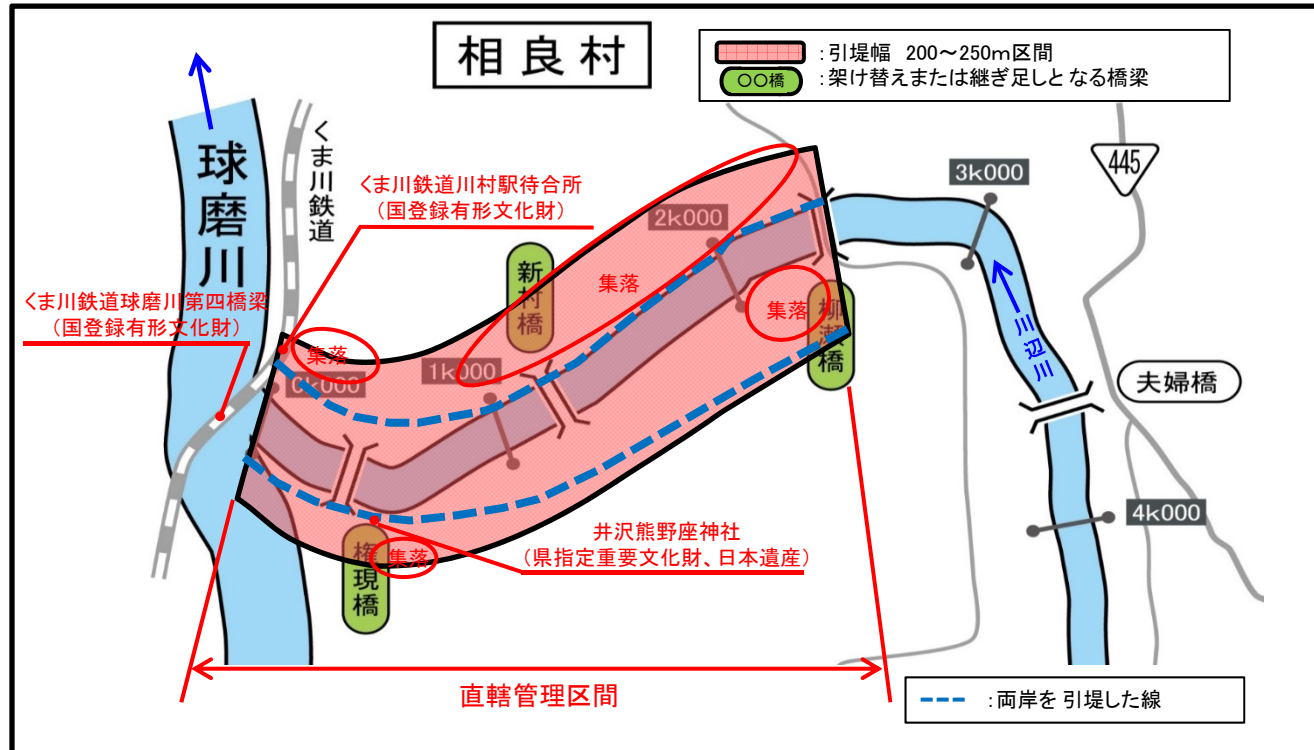 相良村
：引堤幅　200～250m区間
〇〇橋
：架け替えまたは継ぎ足しとなる橋梁
球磨川
くま川鉄道
くま川鉄道川村駅待合所
（国登録有形文化財）
くま川鉄道球磨川第四橋梁
（国登録有形文化財）
445
3k000
2k000
新村橋
集落
集落
柳瀬橋
川辺川
集落
0k000
1k000
夫婦橋
4k000
井沢熊野座神社
（県指定重要文化財、日本遺産）
権現橋
集落
直轄管理区間
：両岸を引堤した線